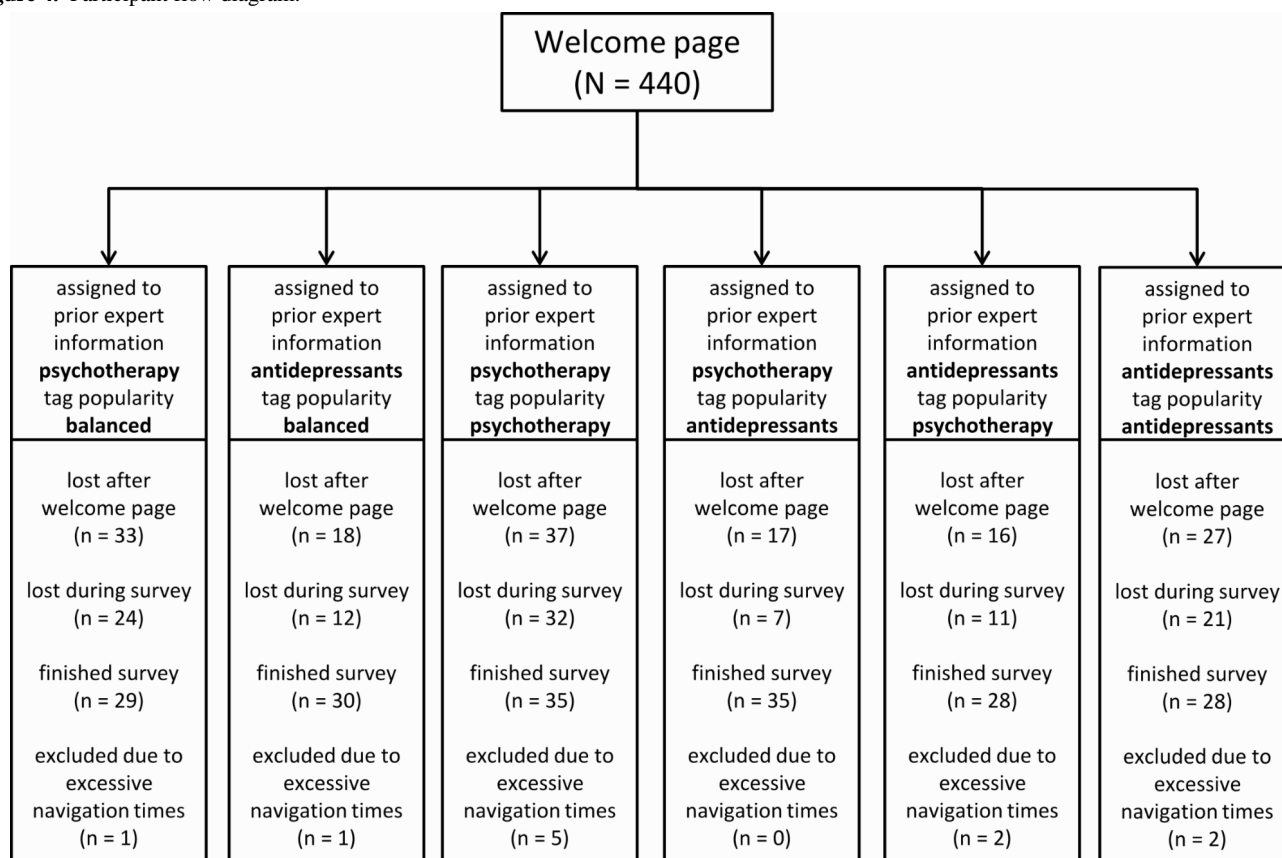 Figure 4. Participant flow diagram.
Welcome page
(N = 440)
assigned to
prior expert
information
psychotherapy
tag popularity
balanced
lost after
welcome page
(n = 33)
lost during survey
(n = 24)
finished survey
(n = 29)
excluded due to
excessive
navigation times
(n = 1)
assigned to
prior expert
information
antidepressants
tag popularity
balanced
lost after
welcome page
(n = 18)
lost during survey
(n = 12)
finished survey
(n = 30)
excluded due to
excessive
navigation times
(n = 1)
assigned to
prior expert
information
psychotherapy
tag popularity
psychotherapy
lost after
welcome page
(n = 37)
lost during survey
(n = 32)
finished survey
(n = 35)
excluded due to
excessive
navigation times
(n = 5)
assigned to
prior expert
information
psychotherapy
tag popularity
antidepressants
lost after
welcome page
(n = 17)
lost during survey
(n = 7)
finished survey
(n = 35)
excluded due to
excessive
navigation times
(n = 0)
assigned to
prior expert
information
antidepressants
tag popularity
psychotherapy
lost after
welcome page
(n = 16)
lost during survey
(n = 11)
finished survey
(n = 28)
excluded due to
excessive
navigation times
(n = 2)
assigned to
prior expert
information
antidepressants
tag popularity
antidepressants
lost after
welcome page
(n = 27)
lost during survey
(n = 21)
finished survey
(n = 28)
excluded due to
excessive
navigation times
(n = 2)